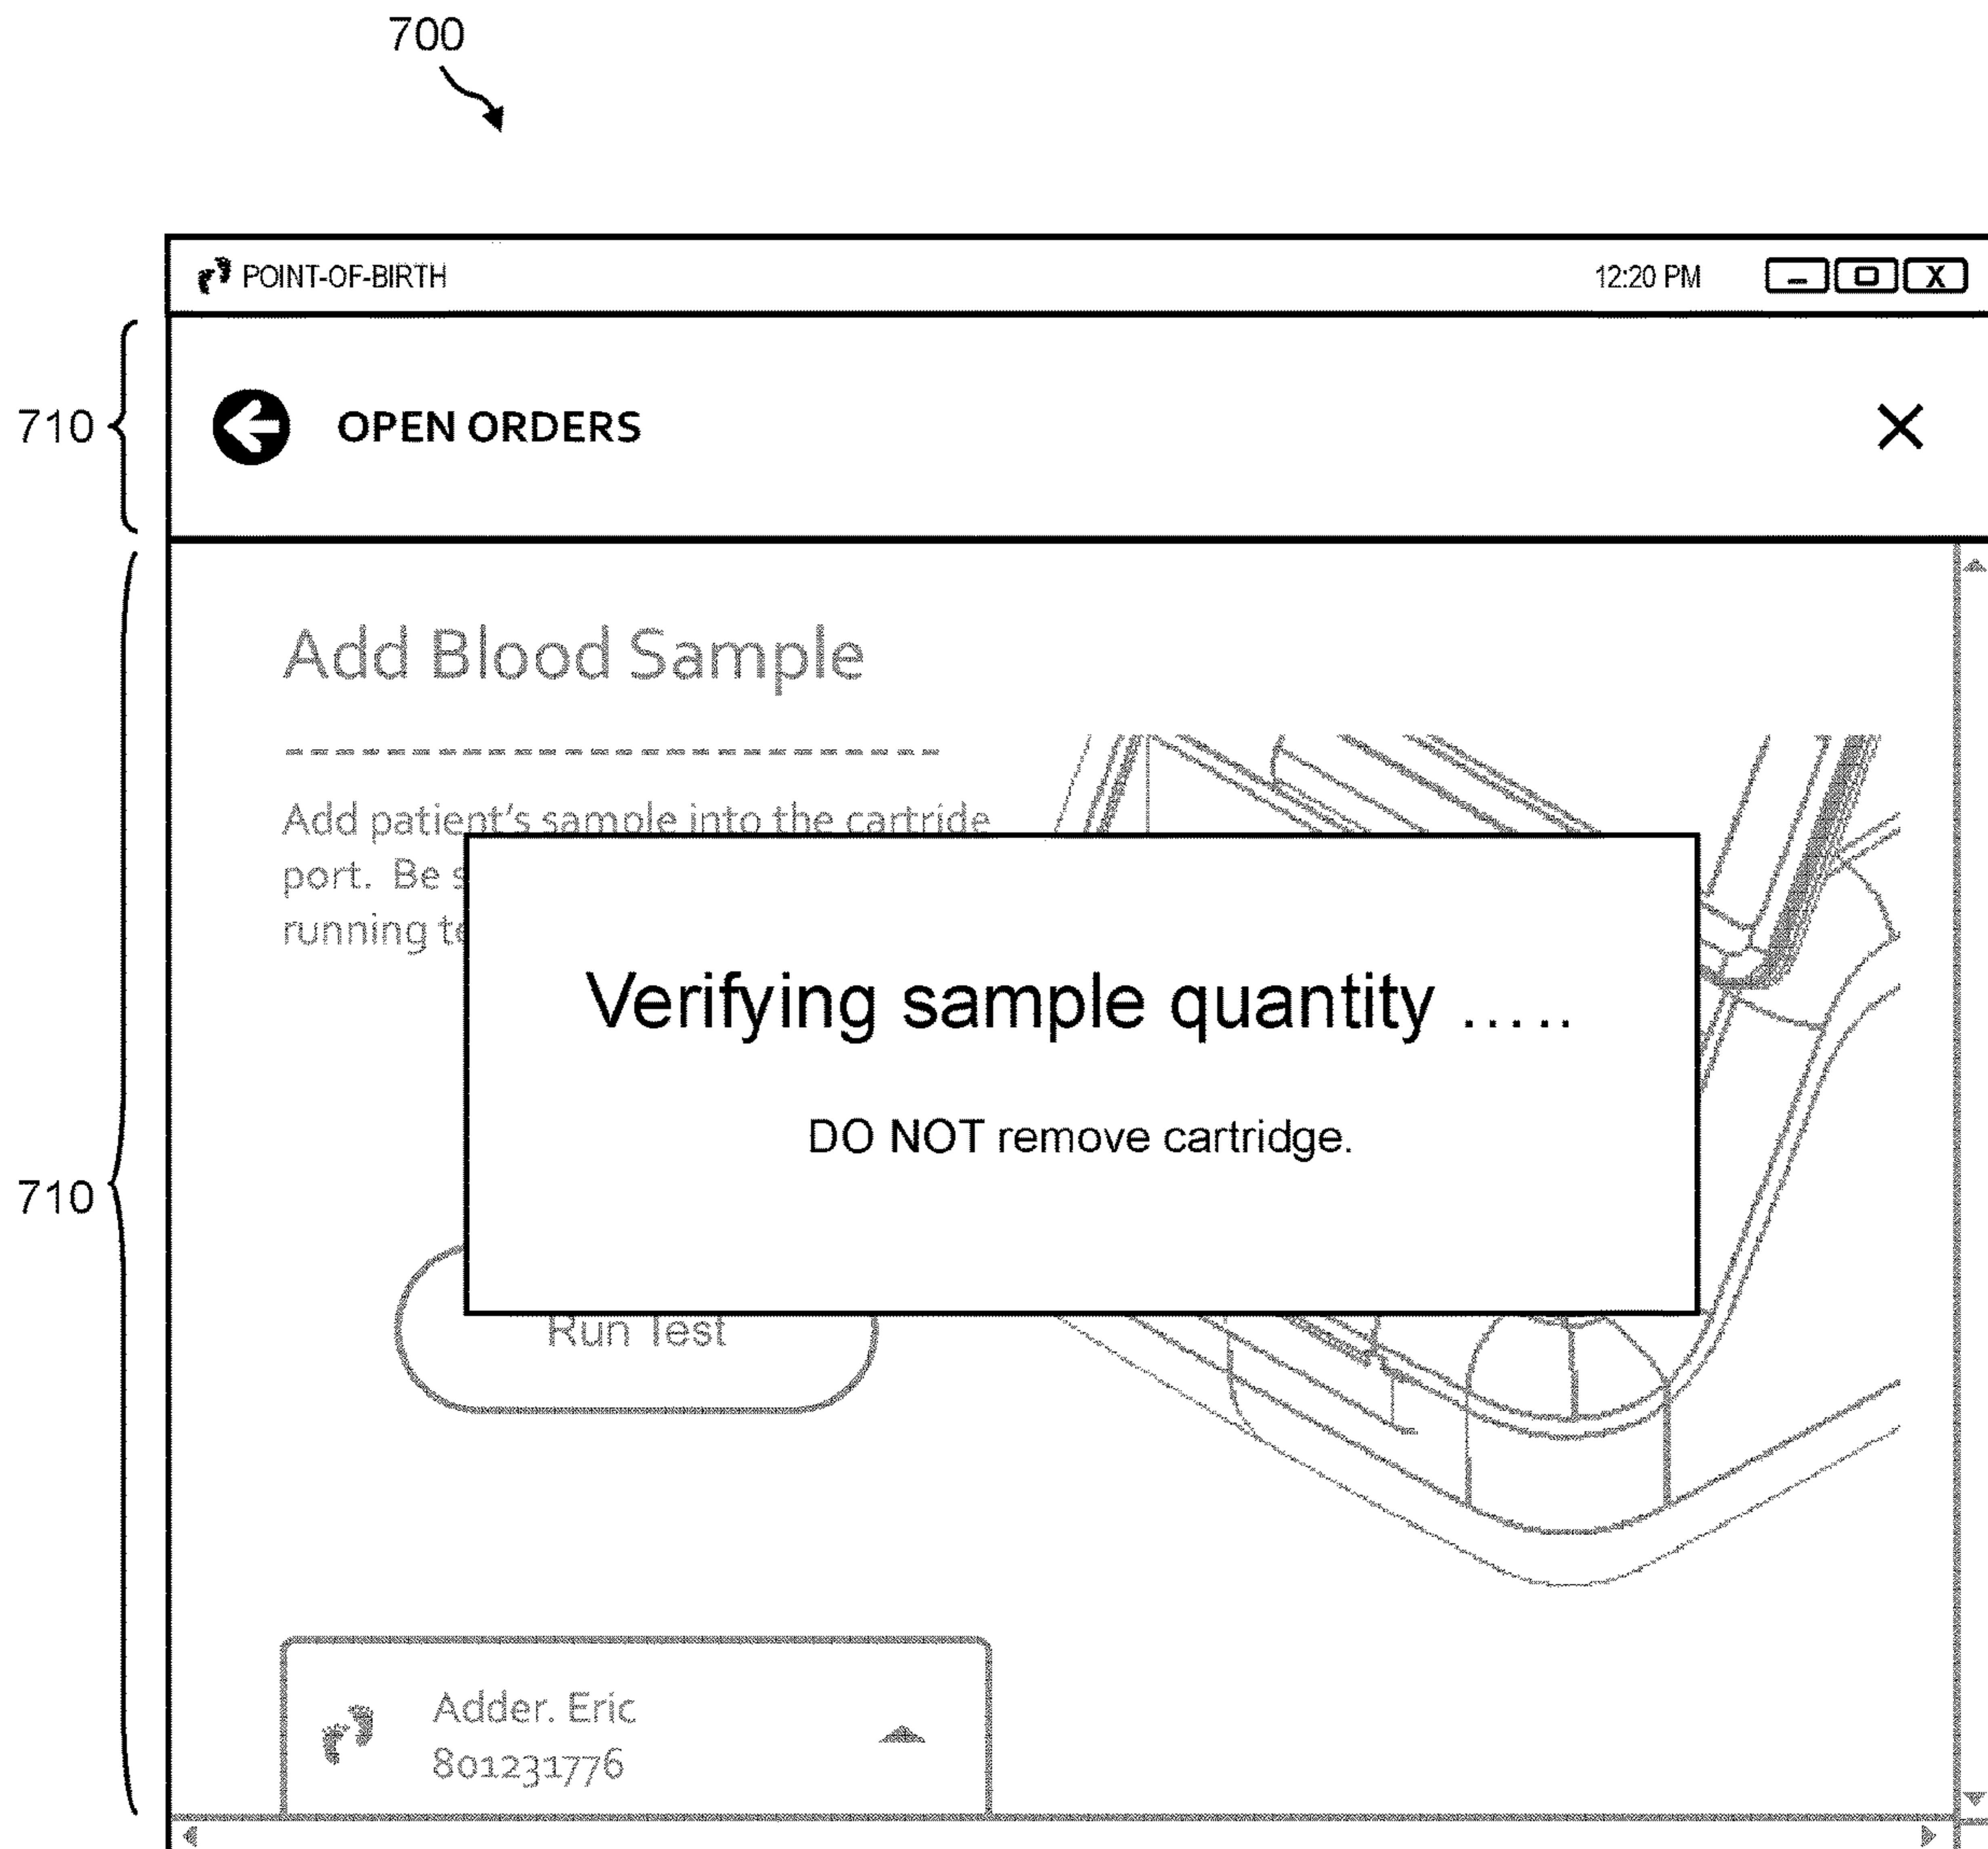 700
POINT-OF-BIRTH 12:20 PM X
710 OPEN ORDERS
Add Blood Sample
Add patient's sample into the cartride
port. Be
running
Verifying sample quantity .....
DO NOT remove cartridge.
710
Run Test
Adder. Eric
801231776